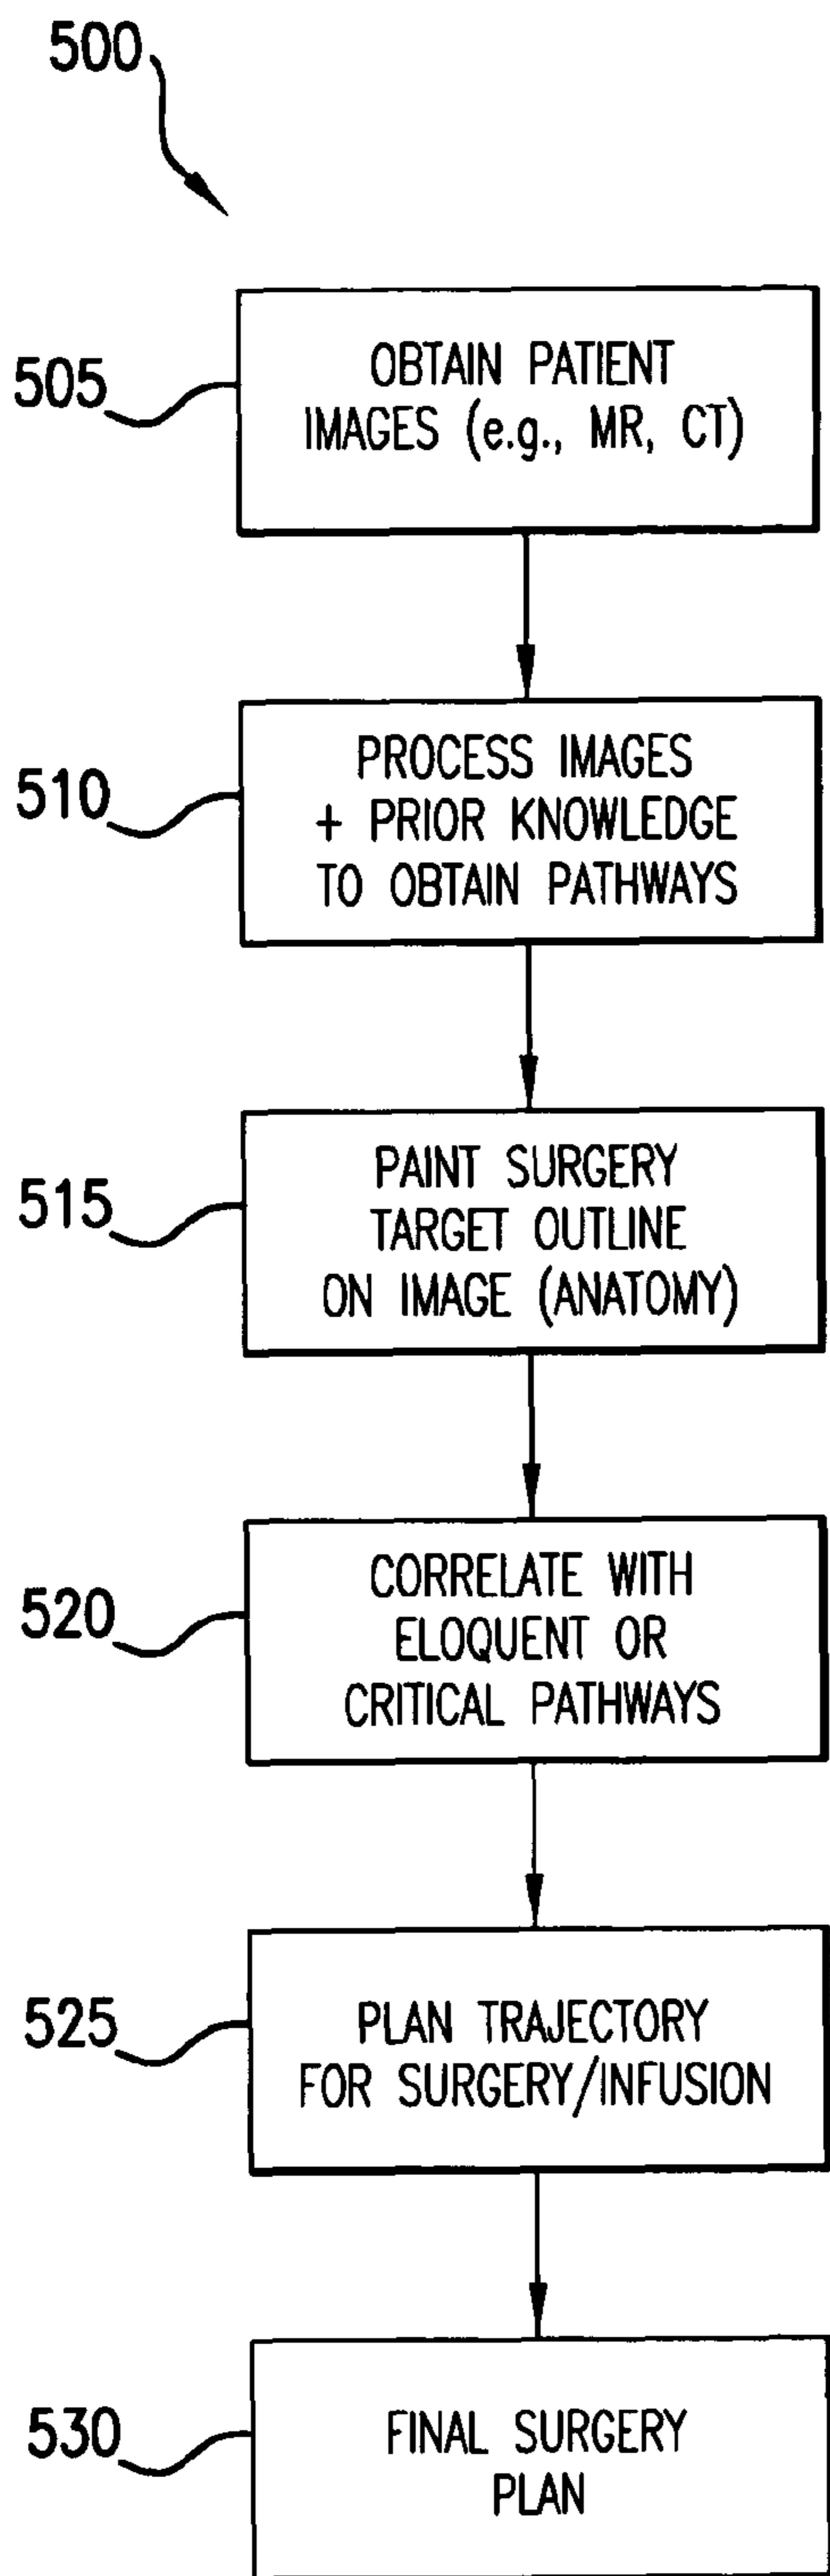 500
505
OBTAIN PATIENT
IMAGES (e.g., MR, CT)
510
PROCESS IMAGES
+ PRIOR KNOWLEDGE
TO OBTAIN PATHWAYS
515
PAINT SURGERY
TARGET OUTLINE
ON IMAGE (ANATOMY)
520
CORRELATE WITH
ELOQUENT OR
CRITICAL PATHWAYS
525
PLAN TRAJECTORY
FOR SURGERY/INFUSION
530
FINAL SURGERY
PLAN